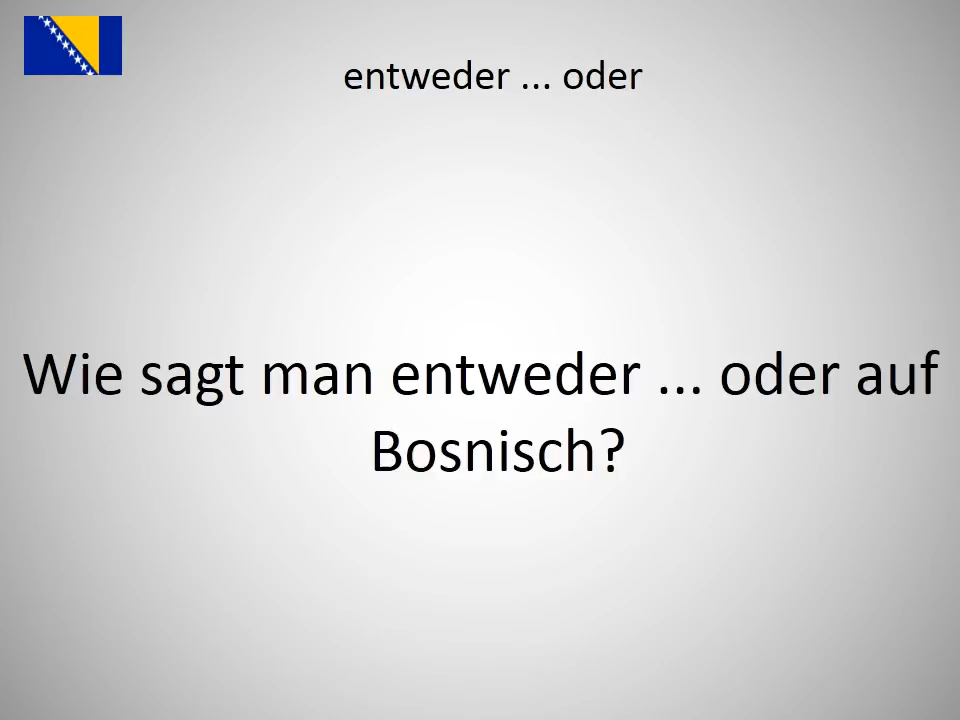 entweder ... oder
Wie sagt man entweder ... oder auf
Bosnisch?